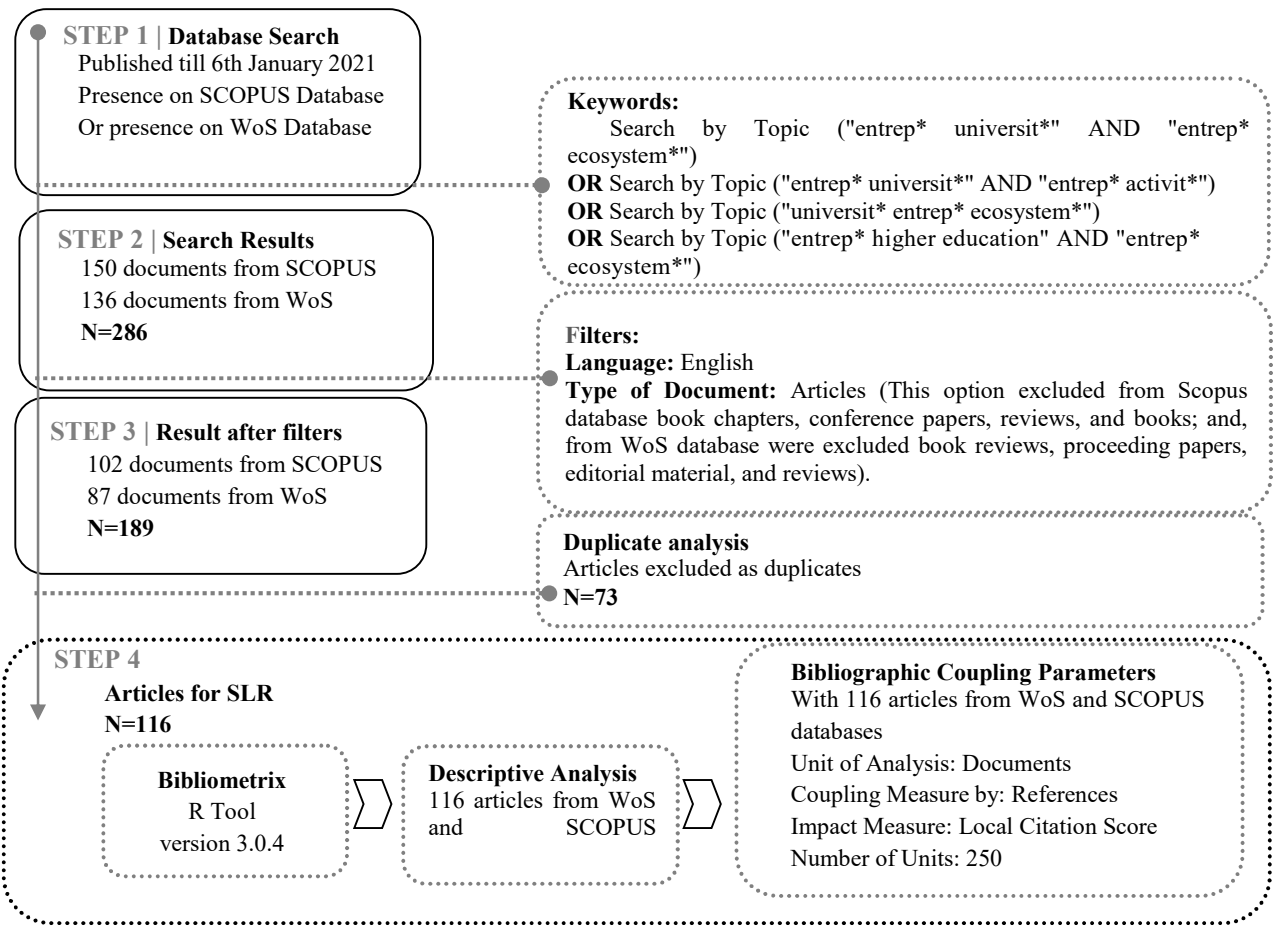 STEP 1 | Database Search
Published till 6th January 2021
Presence on SCOPUS Database
Or presence on WoS Database
Keywords:
Search by Topic ("entrep* universit*" AND "entrep*
ecosystem*")
OR Search by Topic ("entrep* universit*" AND "entrep* activit*")
OR Search by Topic ("universit* entrep* ecosystem*")
OR Search by Topic ("entrep* higher education" AND "entrep*
ecosystem*")
STEP 2 | Search Results
150 documents from SCOPUS
136 documents from WoS
N=286
Filters:
Language: English
Type of Document: Articles (This option excluded from Scopus
database book chapters, conference papers, reviews, and books; and,
from WoS database were excluded book reviews, proceeding papers,
editorial material, and reviews).
STEP 3 | Result after filters
102 documents from SCOPUS
87 documents from WoS
N=189
Duplicate analysis
Articles excluded as duplicates
N=73
STEP 4
Articles for SLR
N=116
Bibliometrix
R Tool
version 3.0.4
Descriptive Analysis
116 articles from WoS
and SCOPUS
Bibliographic Coupling Parameters
With 116 articles from WoS and SCOPUS
databases
Unit of Analysis: Documents
Coupling Measure by: References
Impact Measure: Local Citation Score
Number of Units: 250